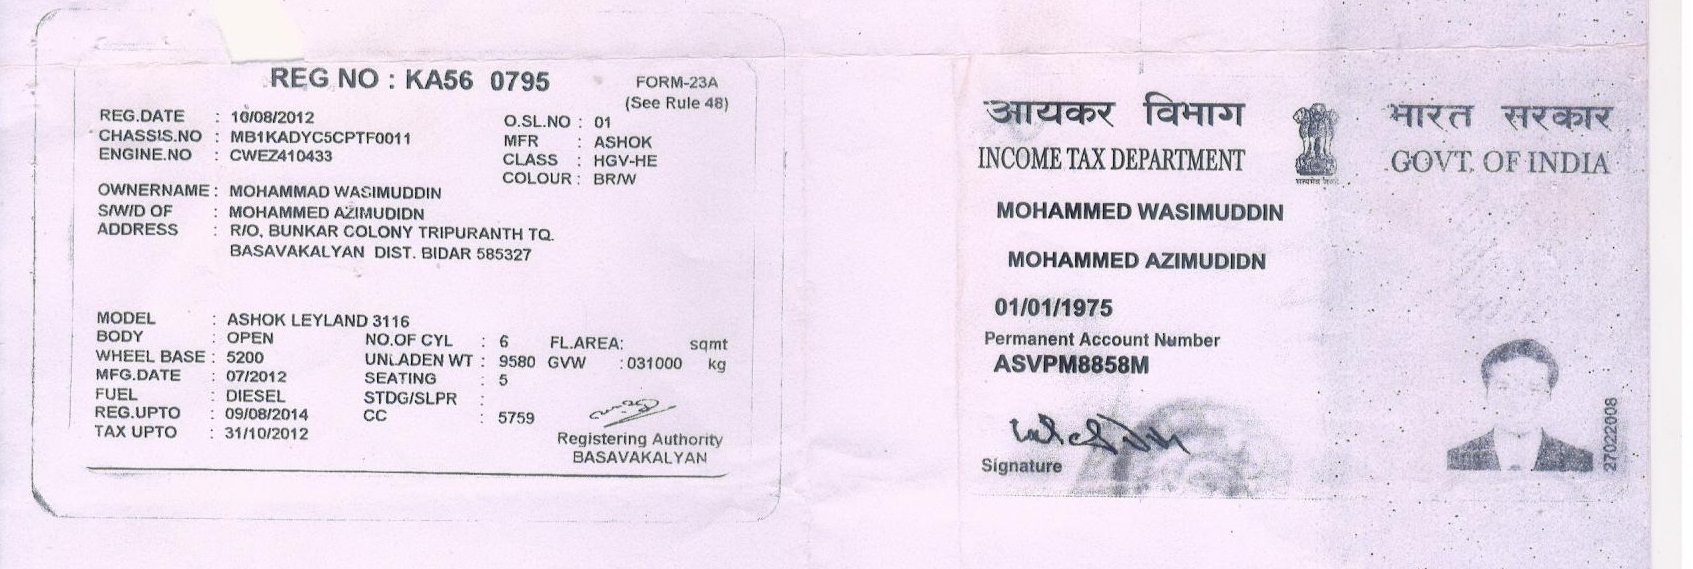 REG NO : KA56 0795
FORM-23A
(See Rule 48)
REG.DATE : 10/08/2012
CHASSIS.NO : MB1KADYC5CPTF0011
ENGINE.NO : CWEZ410433
O.SL.NO : 01
MFR : ASHOK
CLASS : HGV-HE
COLOUR : BR/W
OWNERNAME : MOHAMMAD WASIMUDDIN
S/W/D OF : MOHAMMED AZIMUDIDN
ADDRESS : R/O, BUNKAR COLONY TRIPURANTH TQ.
BASAVAKALYAN DIST. BIDAR 585327
MODEL : ASHOK LEYLAND 3116
BODY : OPEN NO.OF CYL : 6 FL.AREA: sqmt
WHEEL BASE : 5200 UNLADEN WT : 9580 GVW : 031000 kg
MFG.DATE : 07/2012 SEATING : 5
FUEL : DIESEL STDG/SLPR :
REG.UPTO : 09/08/2014 CC : 5759
TAX UPTO : 31/10/2012
Registering Authority
BASAVAKALYAN
आयकर विभाग भारत सरकार
INCOME TAX DEPARTMENT GOVT. OF INDIA
सत्यमेव जयते
MOHAMMED WASIMUDDIN
MOHAMMED AZIMUDIDN
01/01/1975
Permanent Account Number
ASVPM8858M
Signature
27022008